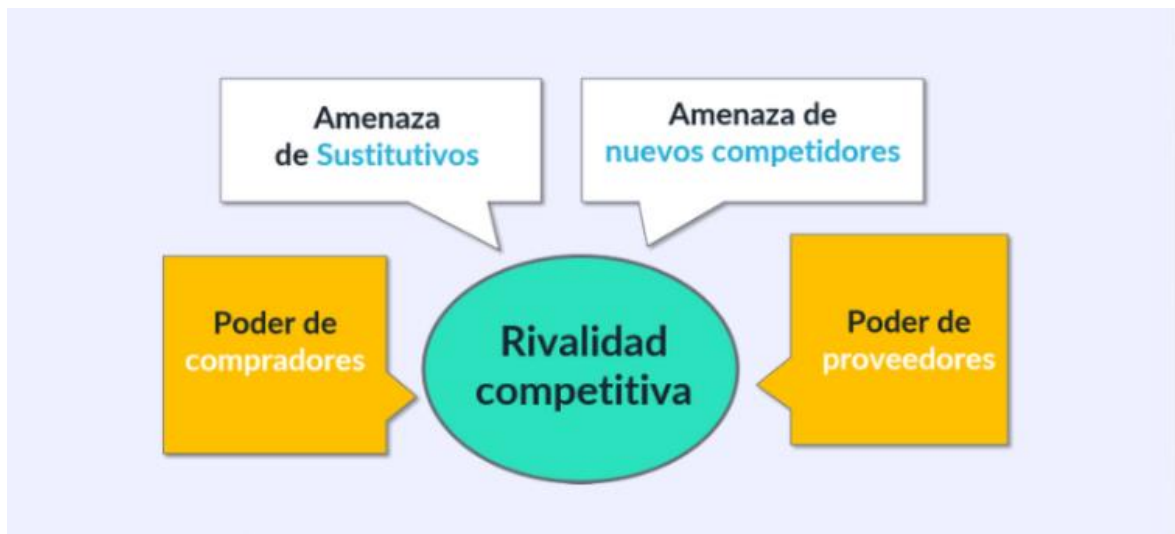 Amenaza
de Sustitutivos
Amenaza de
nuevos competidores
Poder de
compradores
Rivalidad
competitiva
Poder de
proveedores